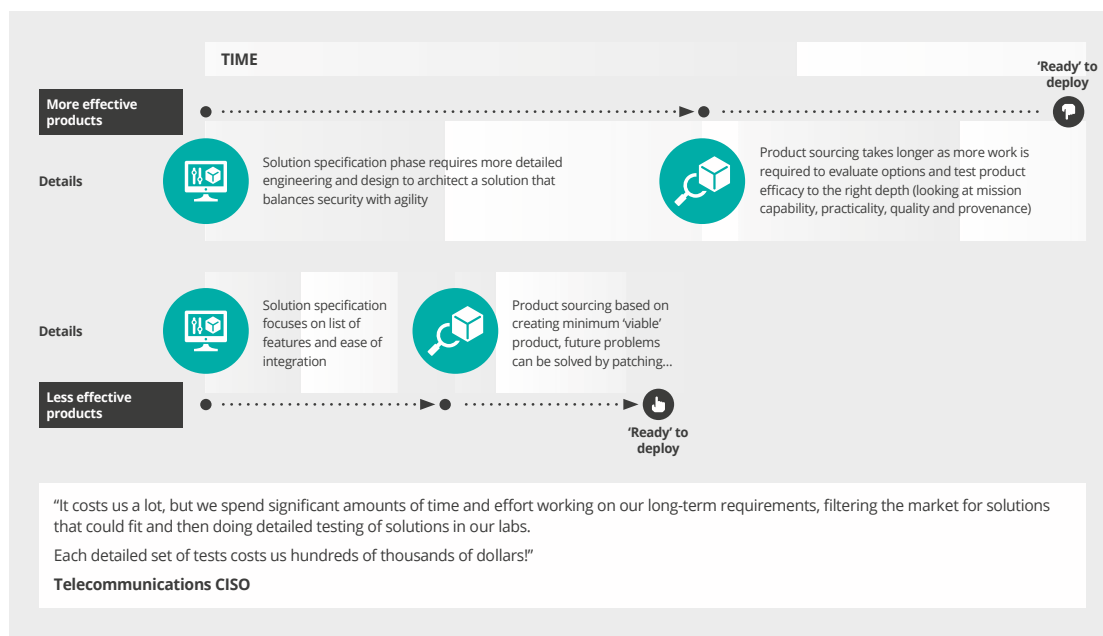 TIME
'Ready' to
deploy
More effective
products
Details
Solution specification phase requires more detailed
engineering and design to architect a solution that
balances security with agility
Product sourcing takes longer as more work is
required to evaluate options and test product
efficacy to the right depth (looking at mission
capability, practicality, quality and provenance)
Details
Solution specification
focuses on list of
features and ease of
integration
Product sourcing based on
creating minimum 'viable'
product, future problems
can be solved by patching...
Less effective
products
'Ready' to
deploy
"It costs us a lot, but we spend significant amounts of time and effort working on our long-term requirements, filtering the market for solutions
that could fit and then doing detailed testing of solutions in our labs.
Each detailed set of tests costs us hundreds of thousands of dollars!"
Telecommunications CISO